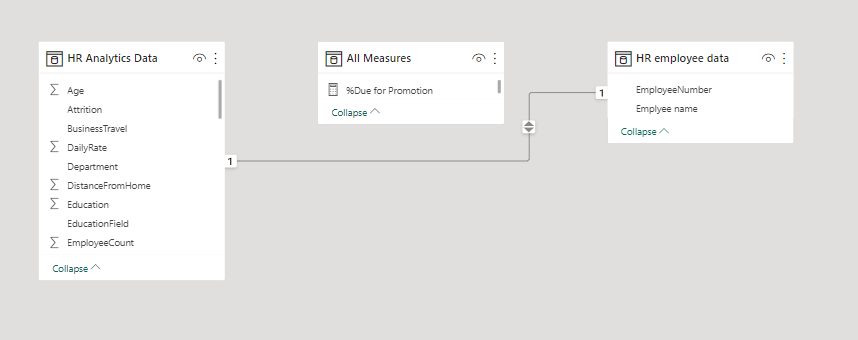 HR Analytics Data
Age
Attrition
BusinessTravel
DailyRate
Department
DistanceFromHome
Education
EducationField
EmployeeCount
Collapse
1
All Measures
%Due for Promotion
Collapse
1
HR employee data
EmployeeNumber
Emplyee name
Collapse